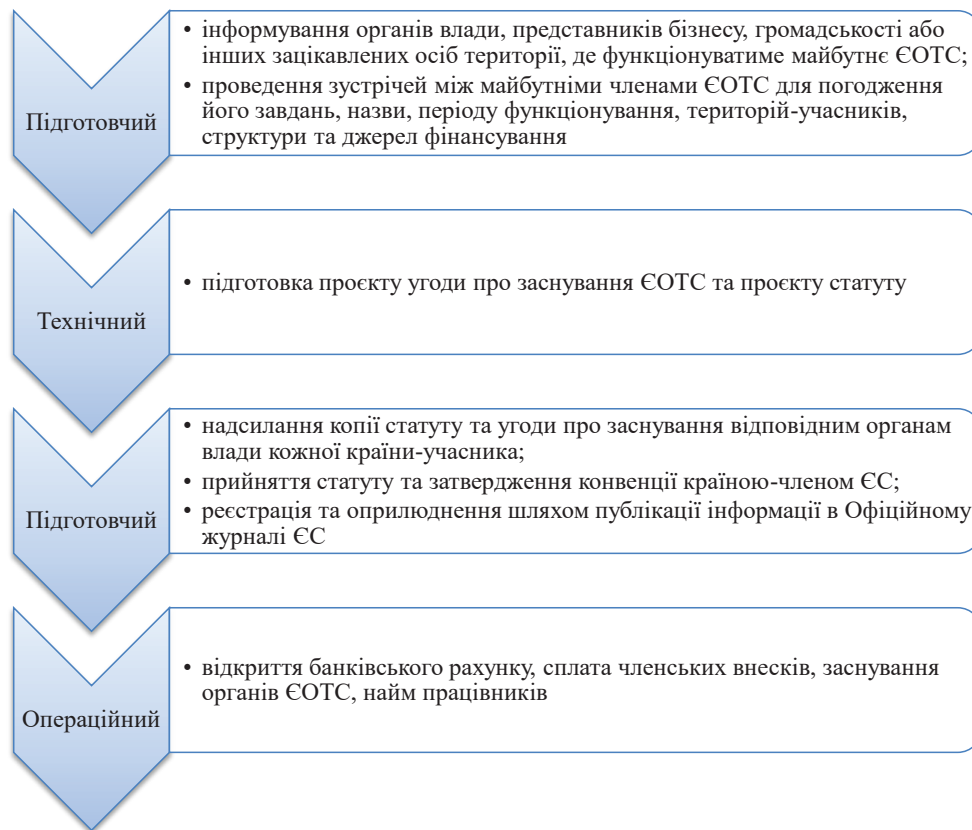 Підготовчий
• інформування органів влади, представників бізнесу, громадськості або
інших зацікавлених осіб території, де функціонуватиме майбутнє ЄОТС;
• проведення зустрічей між майбутніми членами ЄОТС для погодження
його завдань, назви, періоду функціонування, територій-учасників,
структури та джерел фінансування
Технічний
• підготовка проєкту угоди про заснування ЄОТС та проєкту статуту
Підготовчий
• надсилання копії статуту та угоди про заснування відповідним органам
влади кожної країни-учасника;
• прийняття статуту та затвердження конвенції країною-членом ЄС;
• реєстрація та оприлюднення шляхом публікації інформації в Офіційному
журналі ЄС
Операційний
• відкриття банківського рахунку, сплата членських внесків, заснування
органів ЄОТС, найм працівників